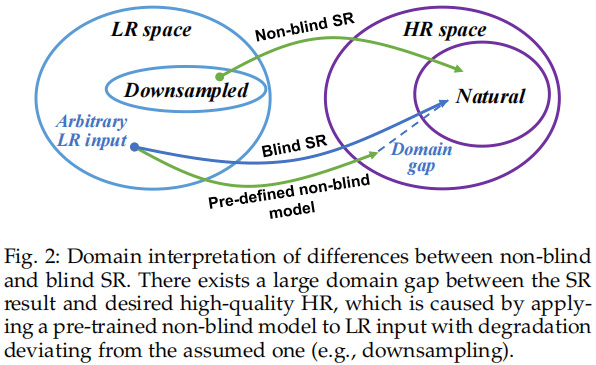 LR space
Non-blind SR
HR space
Downsampled
Natural
Arbitrary
LR input
Blind SR
Domain
gap
Pre-defined non-blind
model
Fig. 2: Domain interpretation of differences between non-blind
and blind SR. There exists a large domain gap between the SR
result and desired high-quality HR, which is caused by apply-
ing a pre-trained non-blind model to LR input with degradation
deviating from the assumed one (e.g., downsampling).